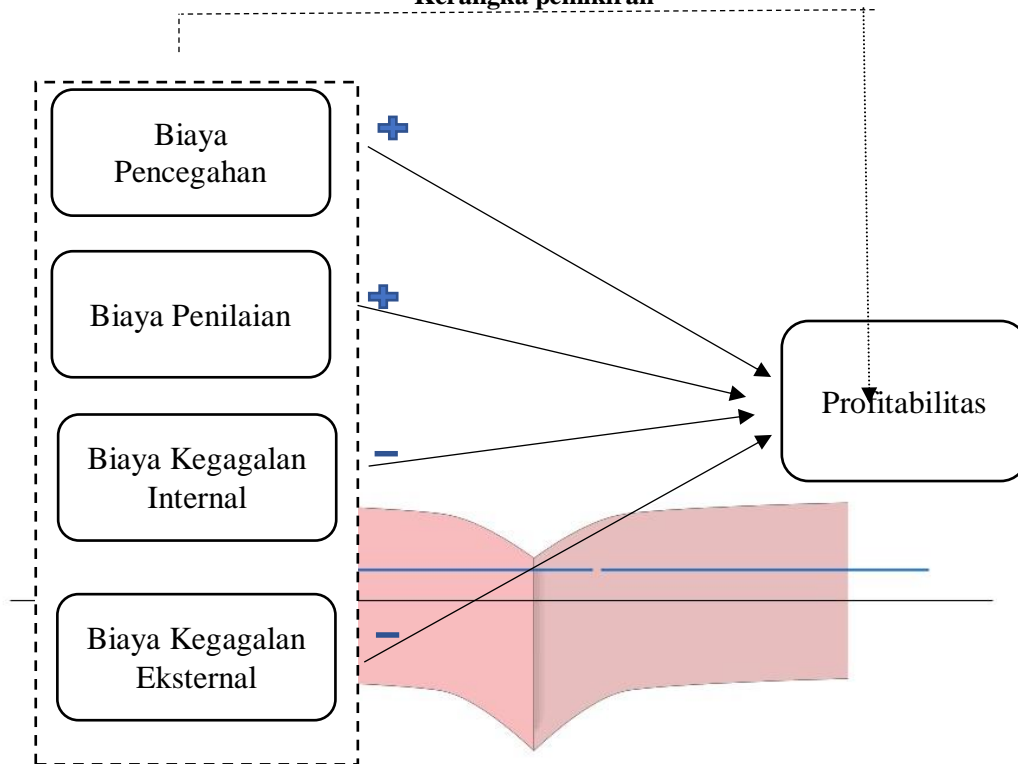 Kerangka pemikiran
Biaya
Pencegahan
Biaya Penilaian
Biaya Kegagalan
Internal
Biaya Kegagalan
Eksternal
Profitabilitas